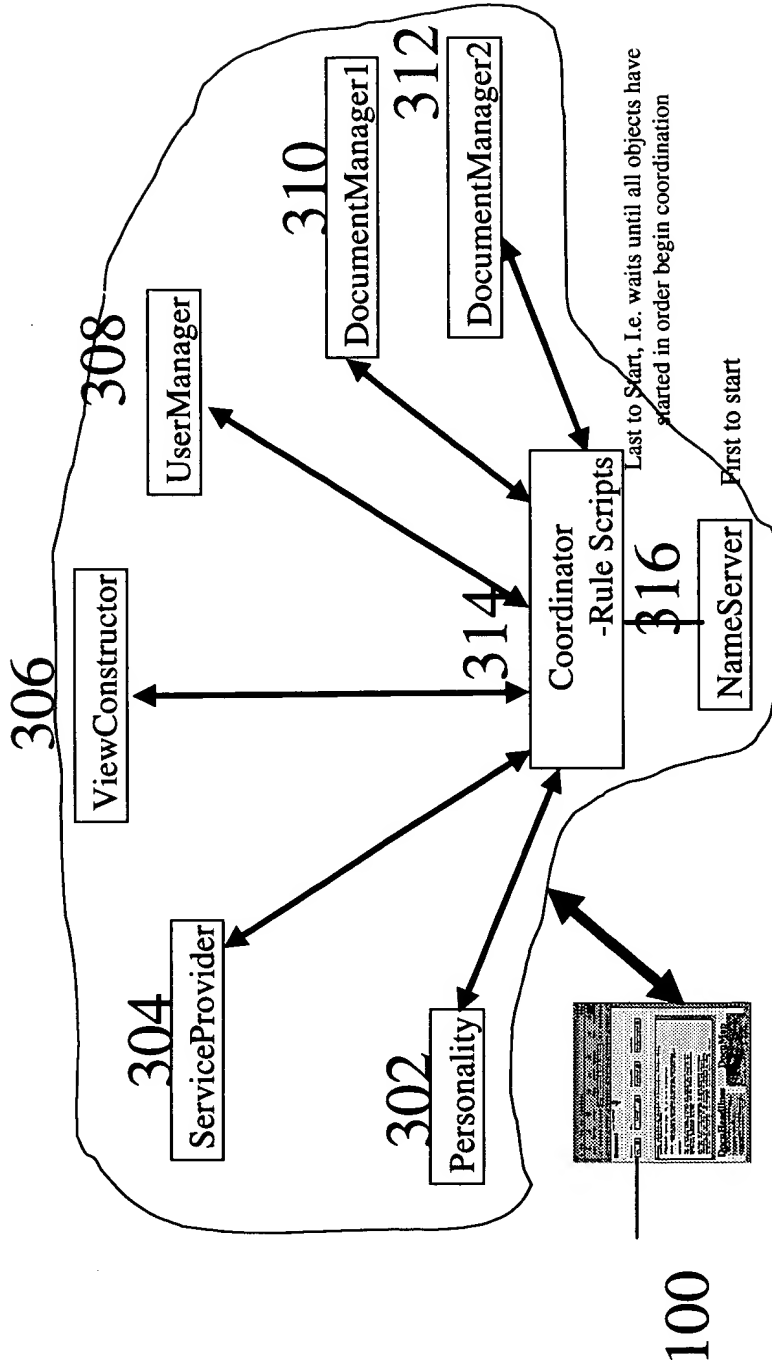 306
ViewConstructor
308
UserManager
304
ServiceProvider
310
DocumentManager1
312
DocumentManager2
302
Personality
314
Coordinator
-Rule Scripts
Last to Start, I.e. waits until all objects have
started in order begin coordination
316
NameServer
First to start
100